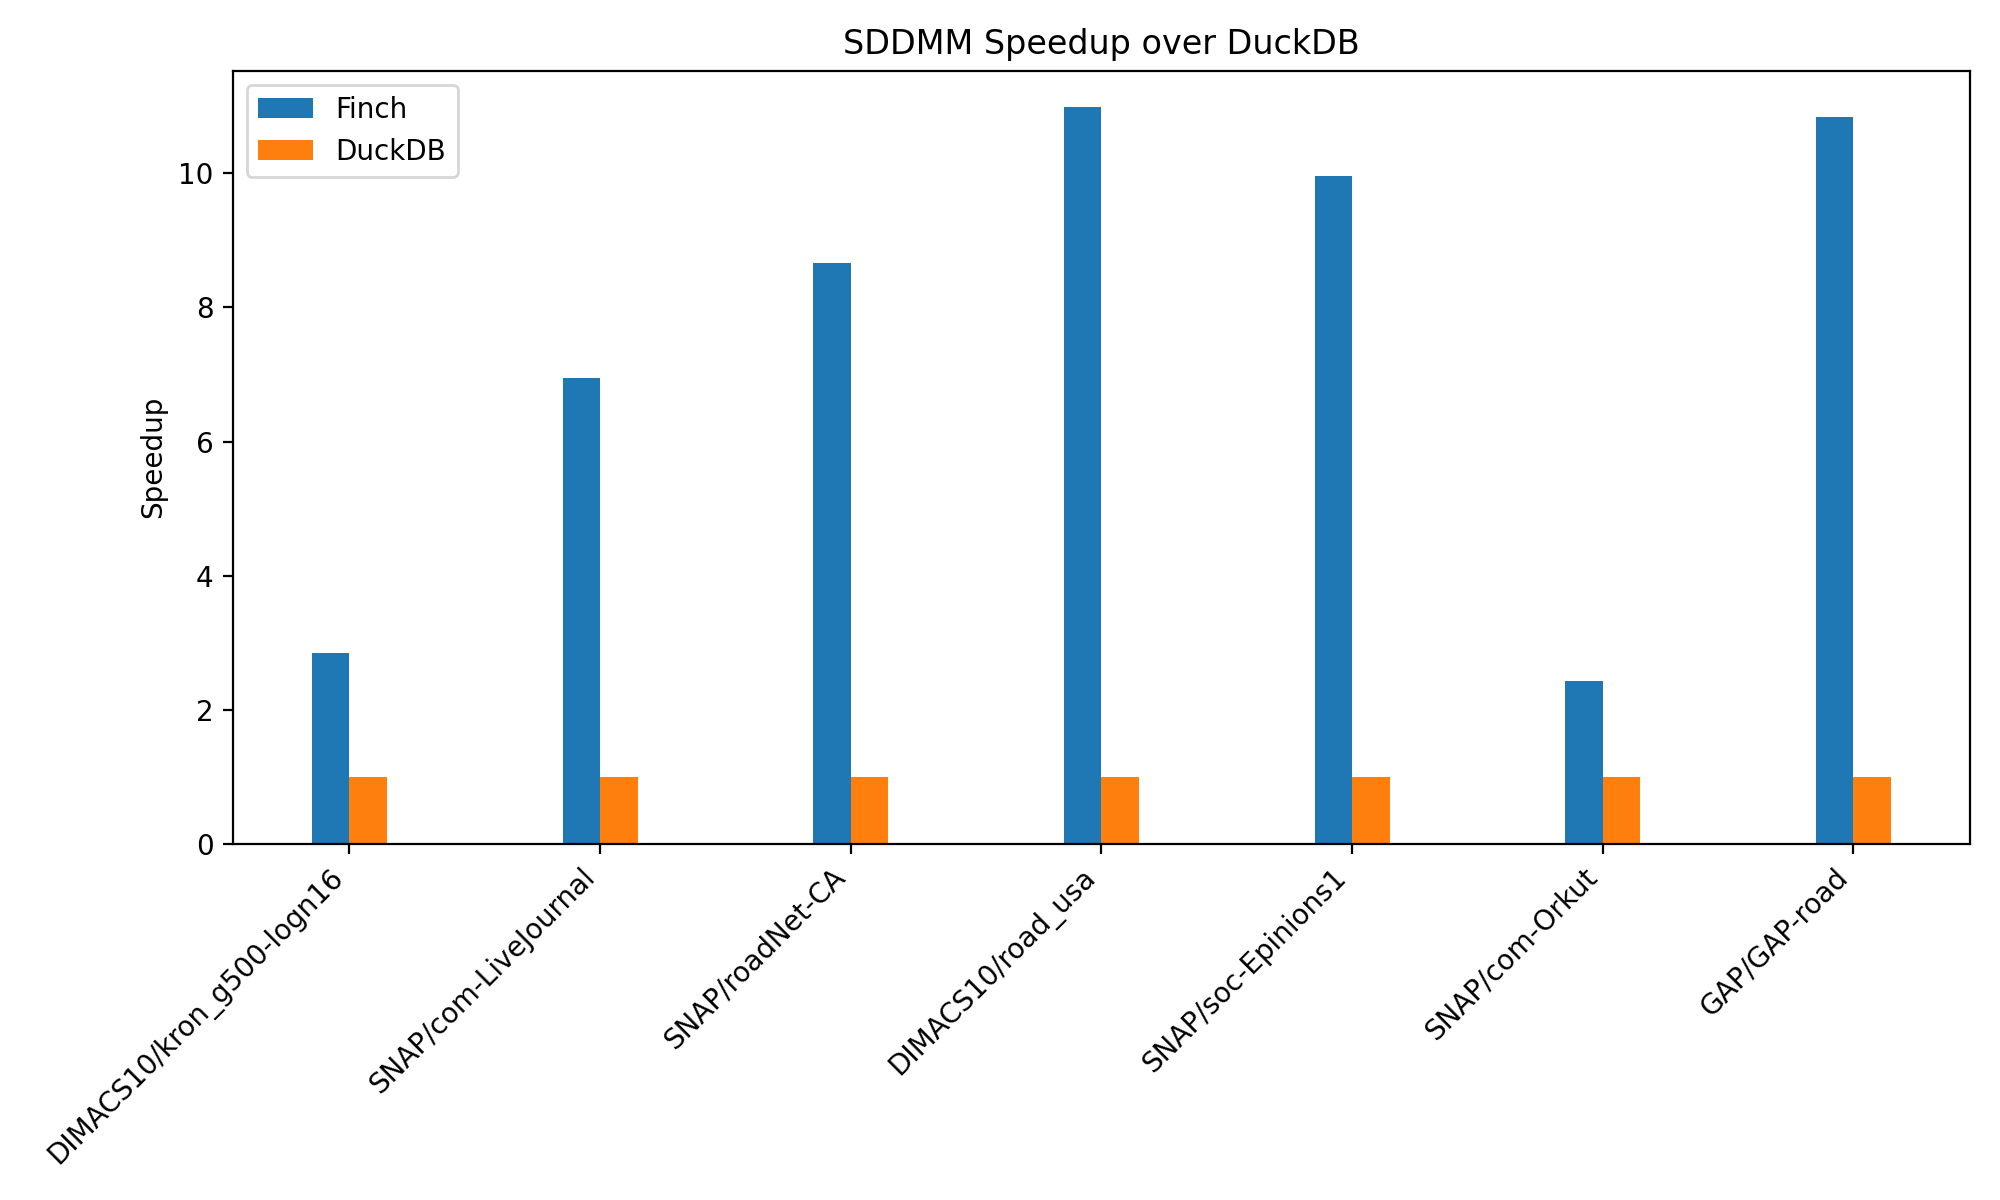 SDDMM Speedup over DuckDB
Finch
DuckDB
Speedup
10
8
6
4
2
0
DIMACS10/kron_g500-logn16
SNAP/com-LiveJournal
SNAP/roadNet-CA
DIMACS10/road_usa
SNAP/soc-Epinions1
SNAP/com-Orkut
GAP/GAP-road